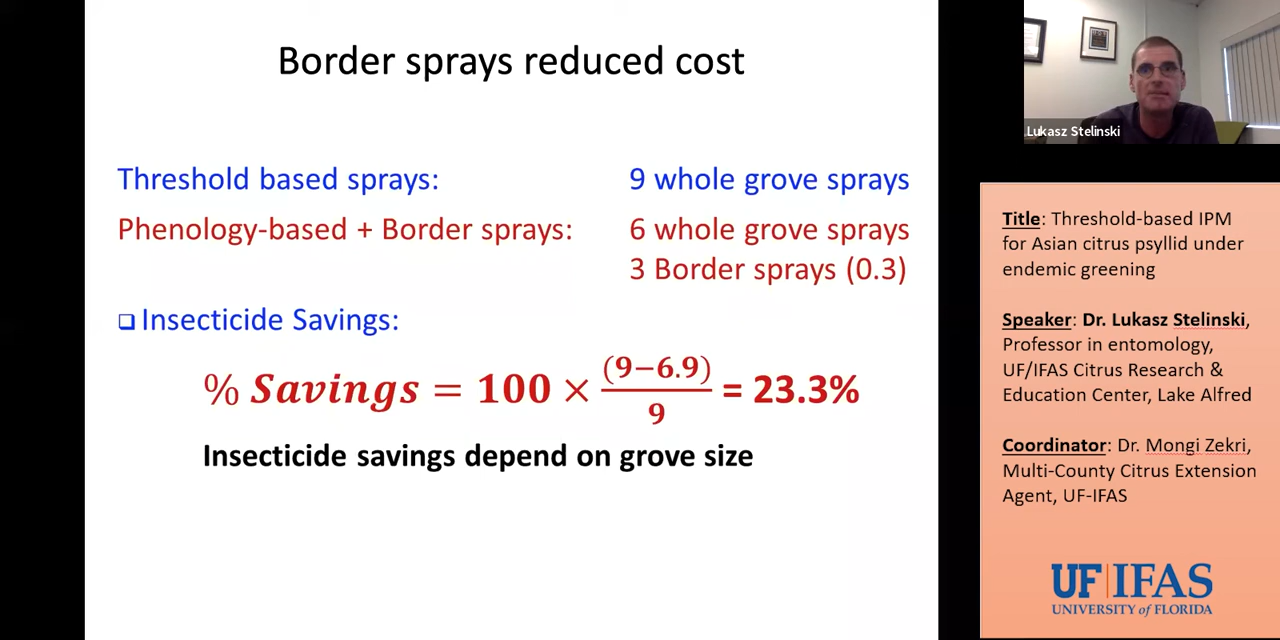 Border sprays reduced cost
Threshold based sprays: 9 whole grove sprays
Phenology-based + Border sprays: 6 whole grove sprays
3 Border sprays (0.3)
❑ Insecticide Savings:
% Savings = 100 × (9−6.9)/9 = 23.3%
Insecticide savings depend on grove size
Lukasz Stelinski
Title: Threshold-based IPM
for Asian citrus psyllid under
endemic greening
Speaker: Dr. Lukasz Stelinski,
Professor in entomology,
UF/IFAS Citrus Research &
Education Center, Lake Alfred
Coordinator: Dr. Mongi Zekri,
Multi-County Citrus Extension
Agent, UF-IFAS
UF|IFAS
UNIVERSITY of FLORIDA